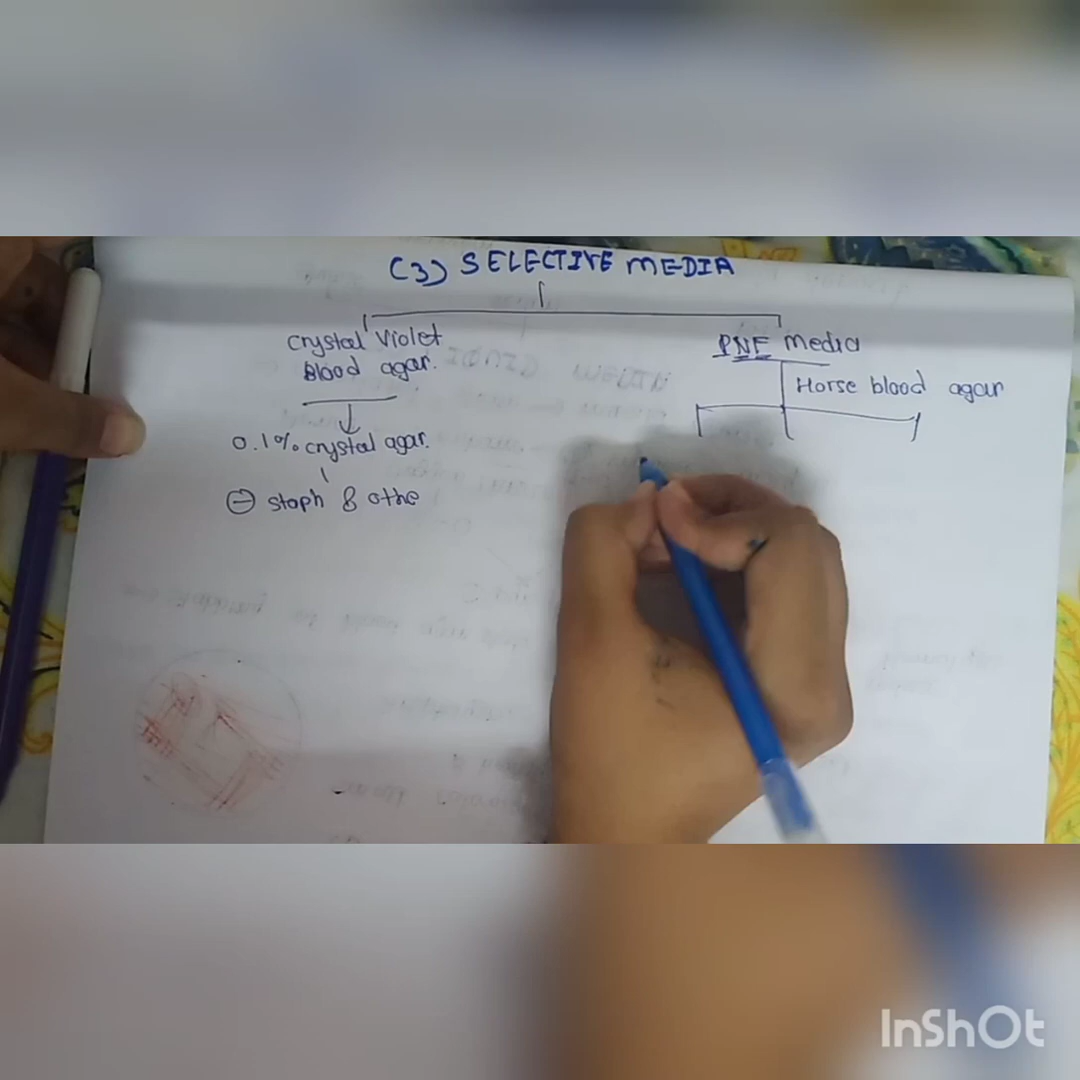 (3) SELECTIVE MEDIA
Crystal Violet
Blood agar.
0.1% crystal agar.
⊖ staph & othe
PNF media
Horse blood agar
InShOt